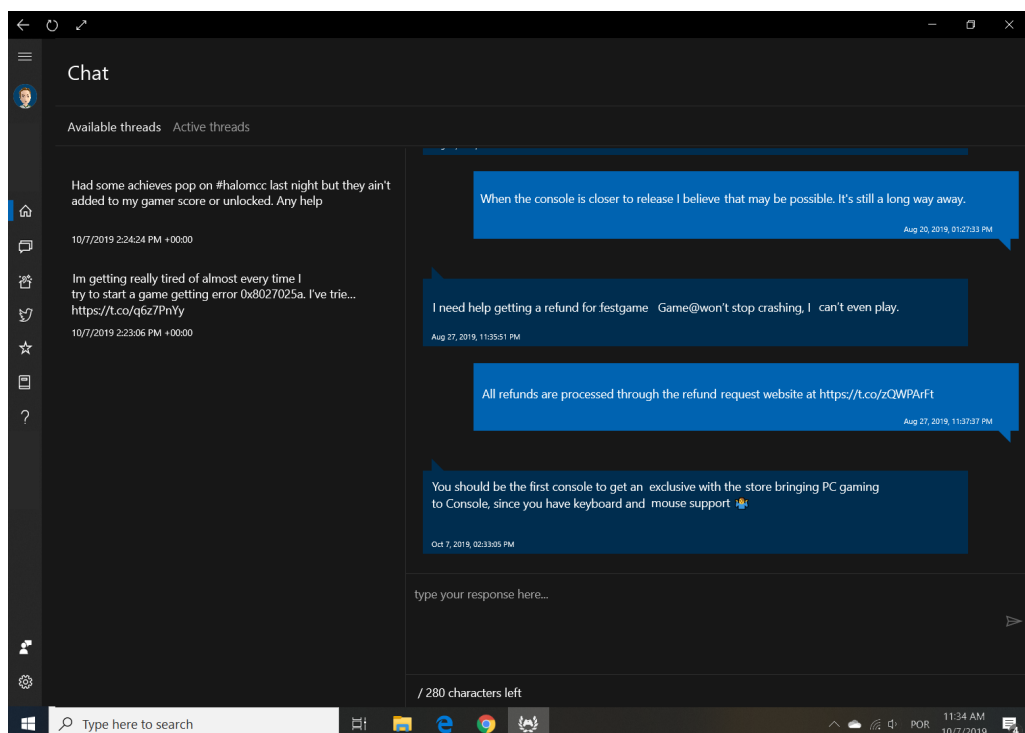 Chat
Available threads Active threads
Had some achieves pop on #halomcc last night but they ain't
added to my gamer score or unlocked. Any help
10/7/2019 2:24:24 PM +00:00
Im getting really tired of almost every time I
try to start a game getting error 0x8027025a. I've trie...
https://t.co/q6z7PnYy
10/7/2019 2:23:06 PM +00:00
When the console is closer to release I believe that may be possible. It's still a long way away.
Aug 20, 2019, 01:27:33 PM
I need help getting a refund for festgame Game@won't stop crashing, I can't even play.
Aug 27, 2019, 11:35:51 PM
All refunds are processed through the refund request website at https://t.co/zQWPArFt
Aug 27, 2019, 11:37:37 PM
You should be the first console to get an exclusive with the store bringing PC gaming
to Console, since you have keyboard and mouse support
Oct 7, 2019, 02:33:05 PM
type your response here...
/ 280 characters left
Type here to search
POR
11:34 AM
10/7/2019
4